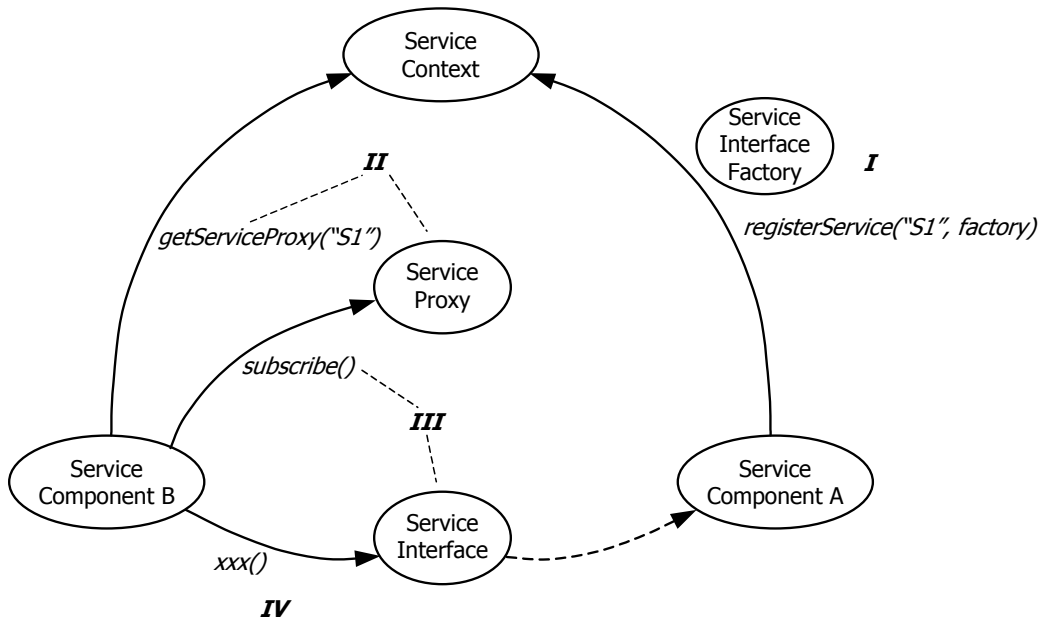 Service
Context
Service
Interface
Factory
I
II
registerService(“S1”, factory)
getServiceProxy(“S1”)
Service
Proxy
subscribe()
III
Service
Component B
Service
Component A
Service
Interface
xxx()
IV